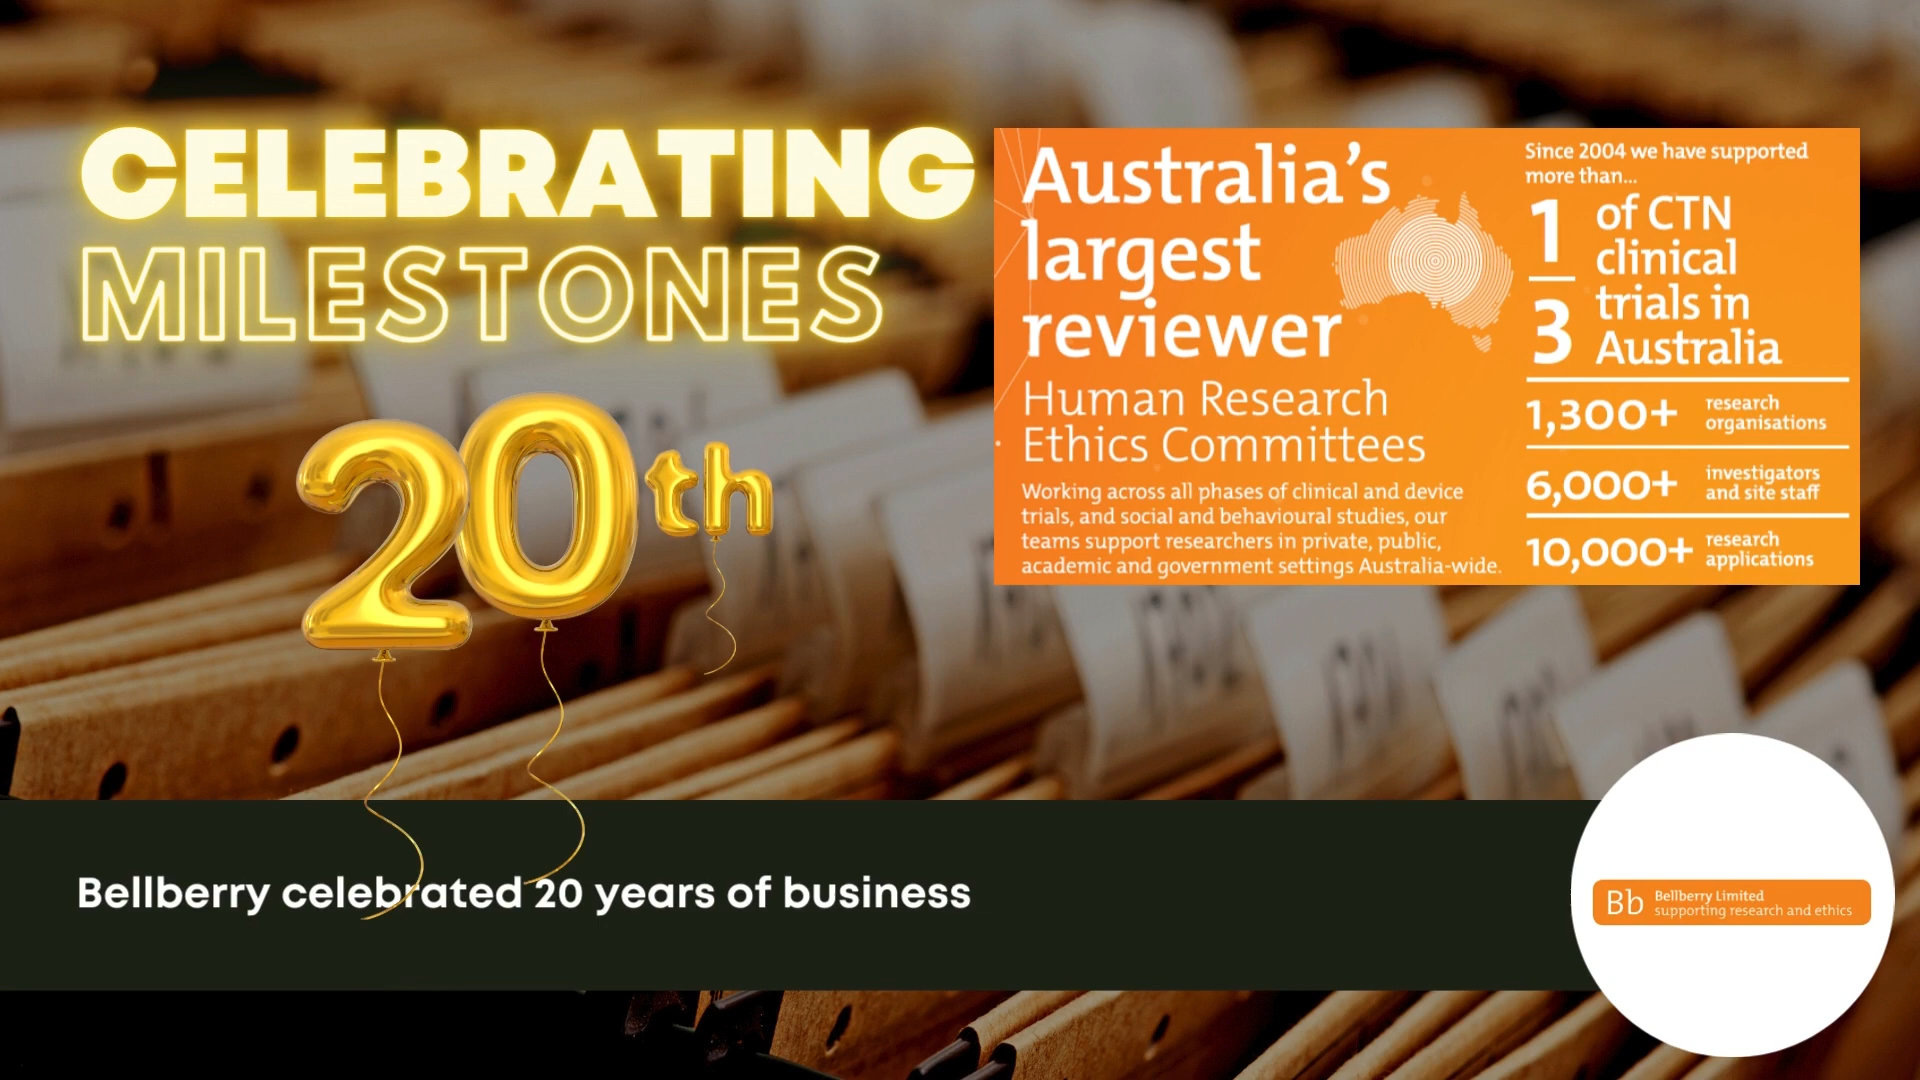 CELEBRATING
MILESTONES
20th
Australia's
largest
reviewer
Human Research
Ethics Committees
Working across all phases of clinical and device
trials, and social and behavioural studies, our
teams support researchers in private, public,
academic and government settings Australia-wide.
Since 2004 we have supported
more than...
1
3
of CTN
clinical
trials in
Australia
1,300+
research
organisations
6,000+
investigators
and site staff
10,000+
research
applications
Bellberry celebrated 20 years of business
Bb
Bellberry Limited
supporting research and ethics